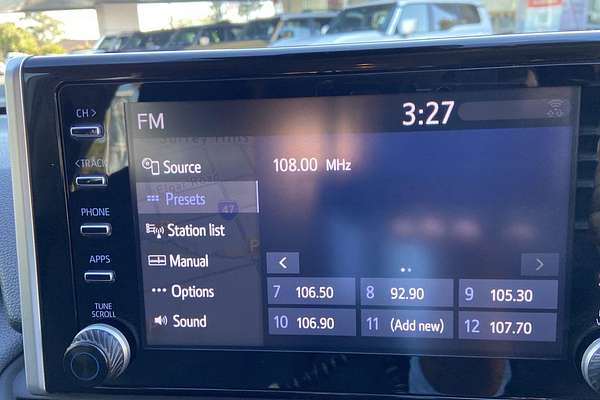 CH >
< TRACK
PHONE
APPS
TUNE
SCROLL
FM
3:27
Surrey Hills
Source
108.00 MHz
Presets
47
Station list
Manual
Options
Sound
<
>
7 106.50
8 92.90
9 105.30
10 106.90
11 (Add new)
12 107.70